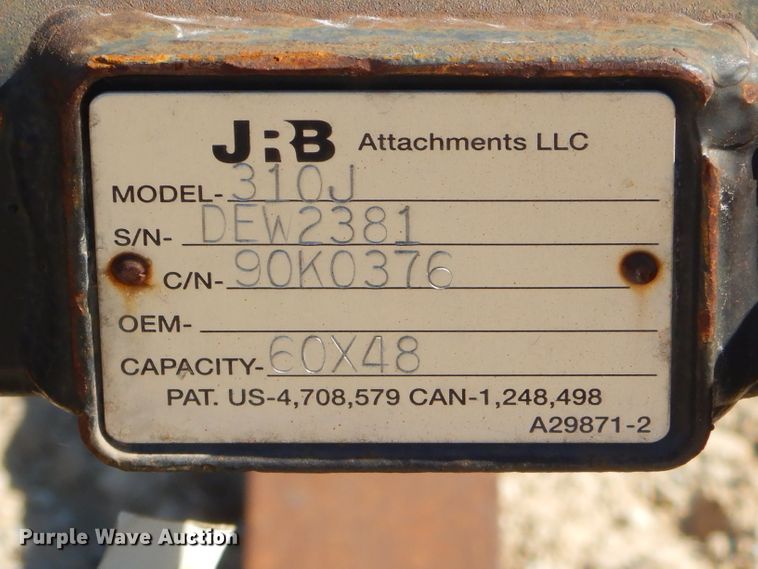 JRB Attachments LLC
MODEL- 310J
S/N- DEW2381
C/N- 90K0376
OEM-
CAPACITY- 60X48
PAT. US-4,708,579 CAN-1,248,498
A29871-2
Purple Wave Auction